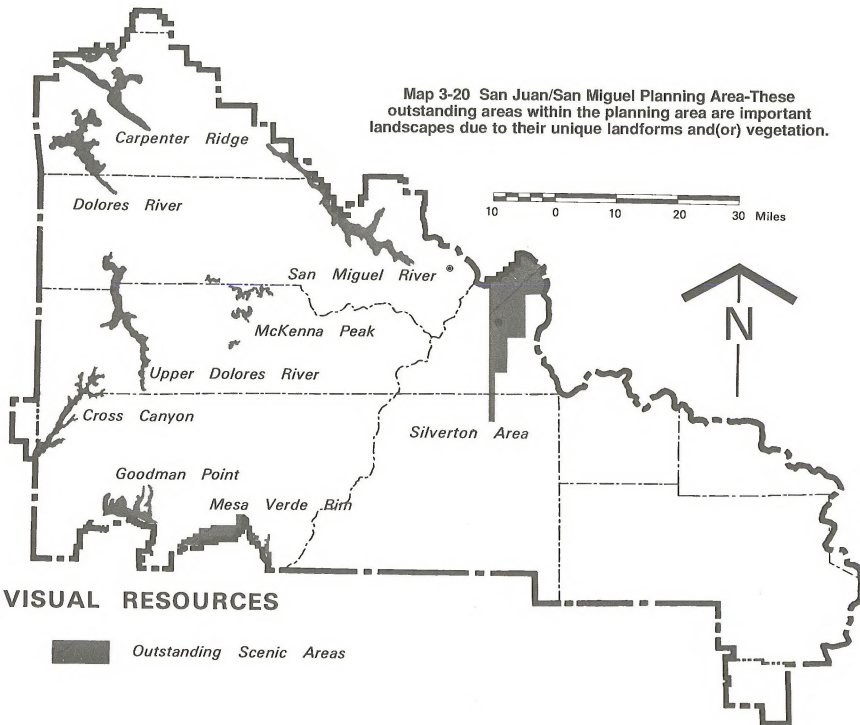 Map 3-20 San Juan/San Miguel Planning Area-These
outstanding areas within the planning area are important
landscapes due to their unique landforms and(or) vegetation.
Carpenter Ridge
Dolores River
10 0 10 20 30 Miles
San Miguel River
N
McKenna Peak
Upper Dolores River
Cross Canyon
Silverton Area
Goodman Point
Mesa Verde Rim
VISUAL RESOURCES
Outstanding Scenic Areas